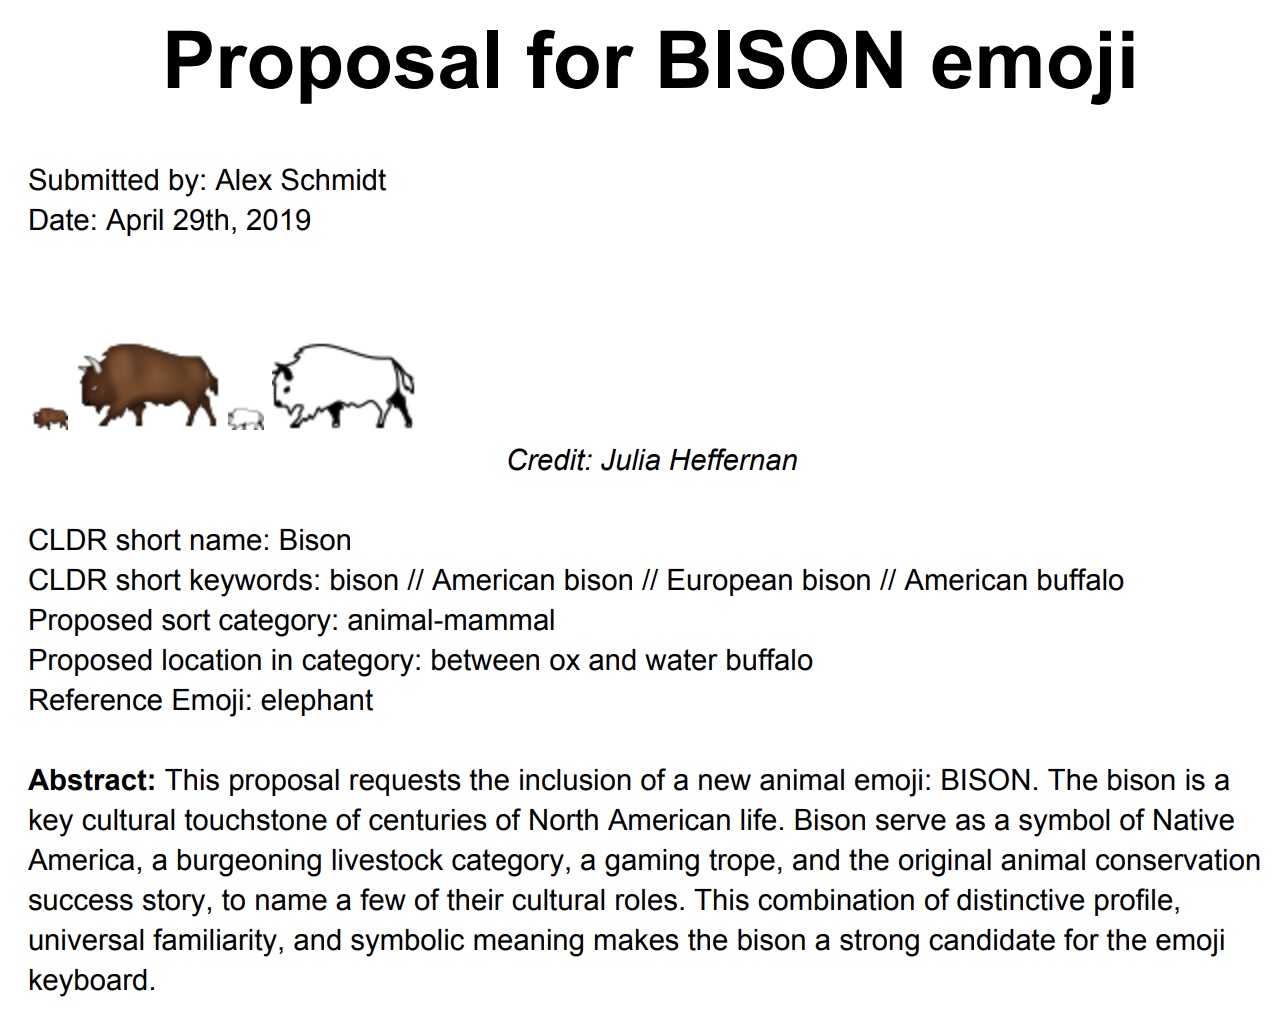 Proposal for BISON emoji
Submitted by: Alex Schmidt
Date: April 29th, 2019
Credit: Julia Heffernan
CLDR short name: Bison
CLDR short keywords: bison // American bison // European bison // American buffalo
Proposed sort category: animal-mammal
Proposed location in category: between ox and water buffalo
Reference Emoji: elephant
Abstract: This proposal requests the inclusion of a new animal emoji: BISON. The bison is a
key cultural touchstone of centuries of North American life. Bison serve as a symbol of Native
America, a burgeoning livestock category, a gaming trope, and the original animal conservation
success story, to name a few of their cultural roles. This combination of distinctive profile,
universal familiarity, and symbolic meaning makes the bison a strong candidate for the emoji
keyboard.